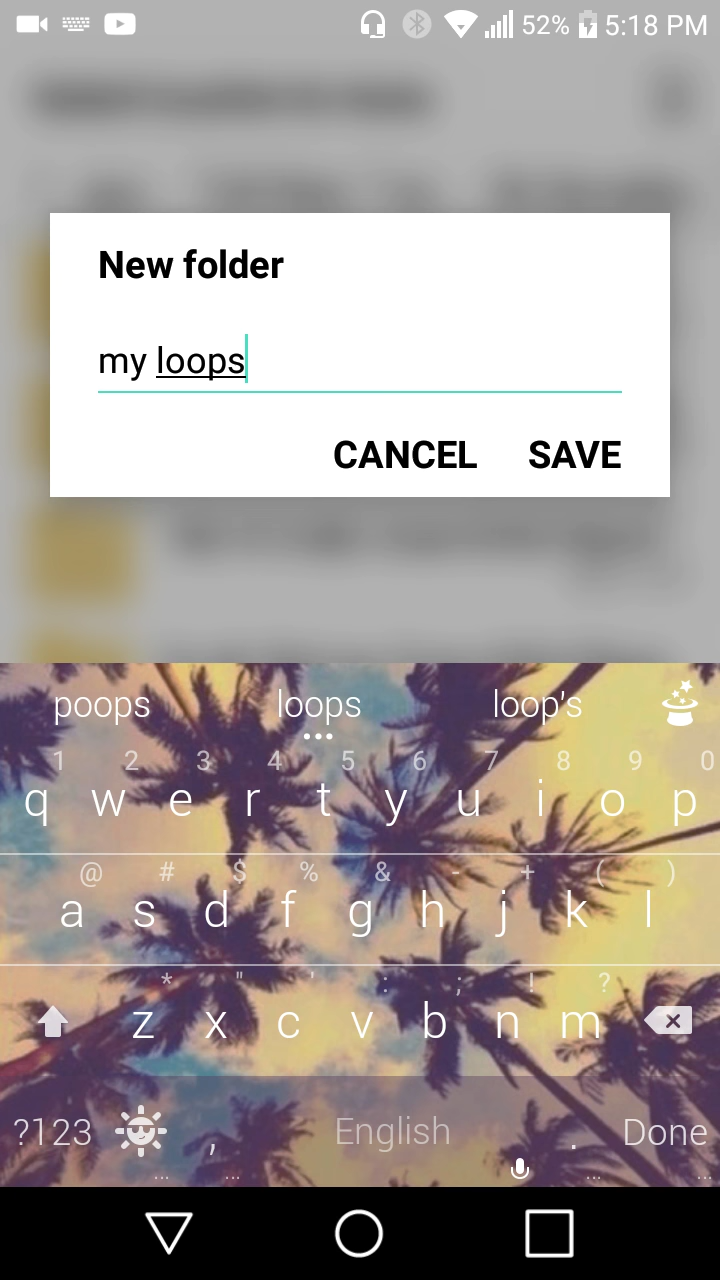 52% 5:18 PM
New folder
my loops
CANCEL SAVE
poops loops loop's
1 2 3 4 5 6 7 8 9 0
q w e r t y u i o p
@ # $ % & - + ( )
a s d f g h j k l
* " ' : ; ! ?
z x c v b n m
?123 , English . Done